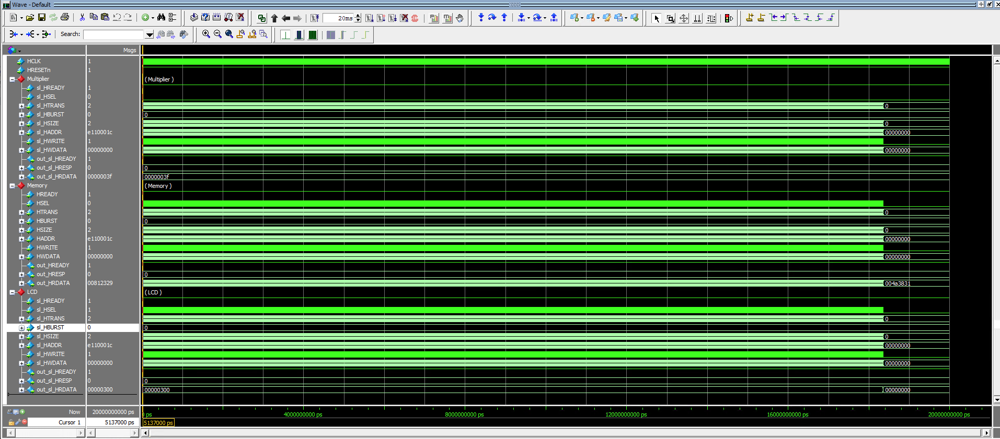 Wave - Default
20ms
Search:
Msgs
HCLK 1
HRESETn 1
Multiplier ( Multiplier )
sl_HREADY 1
sl_HSEL 0
sl_HTRANS 2 0
sl_HBURST 0 0
sl_HSIZE 2 0
sl_HADDR e110001c 00000000
sl_HWRITE 1
sl_HWDATA 00000000 00000000
out_sl_HREADY 1
out_sl_HRESP 0 0
out_sl_HRDATA 0000003f 0000003f
Memory ( Memory )
HREADY 1
HSEL 0
HTRANS 2 0
HBURST 0 0
HSIZE 2 0
HADDR e110001c 00000000
HWRITE 1
HWDATA 00000000 00000000
out_HREADY 1
out_HRESP 0 0
out_HRDATA 00812329 004a3831
LCD ( LCD )
sl_HREADY 1
sl_HSEL 1
sl_HTRANS 2 0
sl_HBURST 0 0
sl_HSIZE 2 0
sl_HADDR e110001c 00000000
sl_HWRITE 1
sl_HWDATA 00000000 00000000
out_sl_HREADY 1
out_sl_HRESP 0 0
out_sl_HRDATA 00000300 00000300 00000000
Now 20000000000 ps 0 ps 4000000000 ps 8000000000 ps 12000000000 ps 16000000000 ps 20000000000 ps
Cursor 1 5137000 ps 5137000 ps